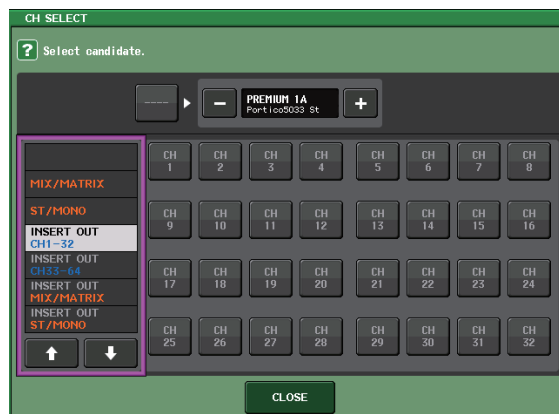 CH SELECT
? Select candidate.
----
PREMIUM 1A
Portico5033 St
MIX/MATRIX
ST/MONO
INSERT OUT
CH1-32
INSERT OUT
CH33-64
INSERT OUT
MIX/MATRIX
INSERT OUT
ST/MONO
CH 1 CH 2 CH 3 CH 4 CH 5 CH 6 CH 7 CH 8
CH 9 CH 10 CH 11 CH 12 CH 13 CH 14 CH 15 CH 16
CH 17 CH 18 CH 19 CH 20 CH 21 CH 22 CH 23 CH 24
CH 25 CH 26 CH 27 CH 28 CH 29 CH 30 CH 31 CH 32
CLOSE